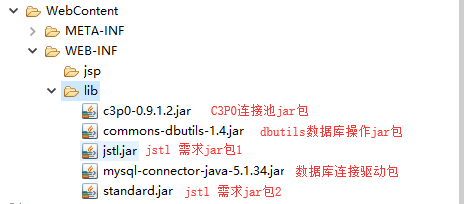 WebContent
META-INF
WEB-INF
jsp
lib
c3p0-0.9.1.2.jar C3P0连接池jar包
commons-dbutils-1.4.jar dbutils数据库操作jar包
jstl.jar jstl 需求jar包1
mysql-connector-java-5.1.34.jar 数据库连接驱动包
standard.jar jstl 需求jar包2